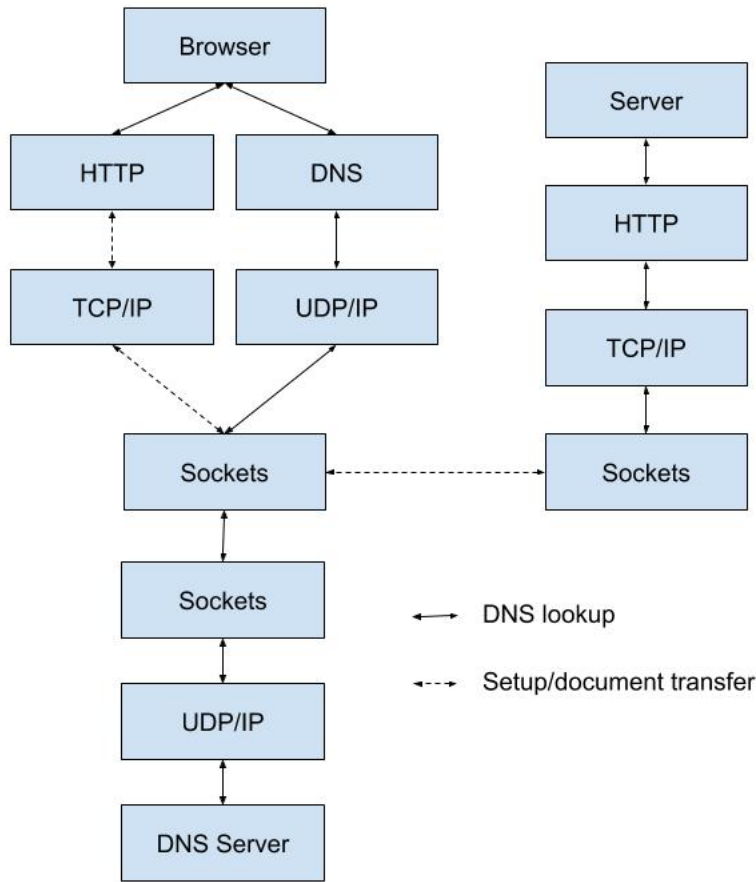 Browser
Server
HTTP
DNS
HTTP
TCP/IP
UDP/IP
TCP/IP
Sockets
Sockets
Sockets
DNS lookup
Setup/document transfer
UDP/IP
DNS Server